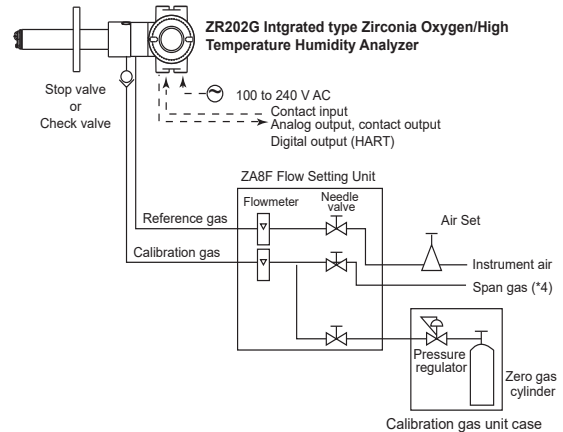 ZR202G Intgrated type Zirconia Oxygen/High
Temperature Humidity Analyzer
Stop valve
or
Check valve
100 to 240 V AC
Contact input
Analog output, contact output
Digital output (HART)
ZA8F Flow Setting Unit
Flowmeter
Needle
valve
Air Set
Reference gas
Calibration gas
Instrument air
Span gas (*4)
Pressure
regulator
Zero gas
cylinder
Calibration gas unit case